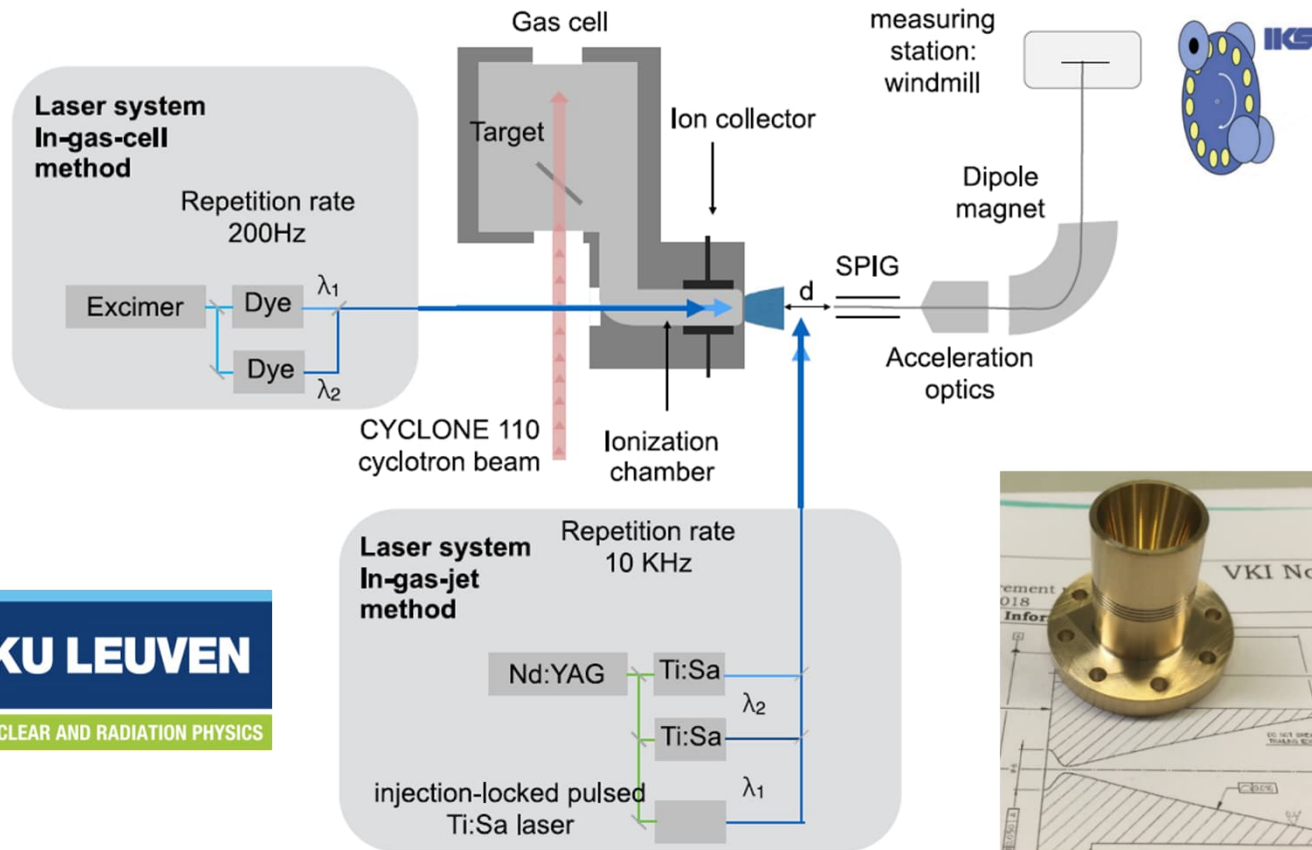 Gas cell
measuring
station:
windmill
IKS
Laser system
In-gas-cell
method
Target
Ion collector
Repetition rate
200Hz
Dipole
magnet
SPIG
Excimer
Dye
λ1
d
Dye
λ2
Acceleration
optics
CYCLONE 110
cyclotron beam
Ionization
chamber
Laser system
In-gas-jet
method
Repetition rate
10 KHz
VKI No
018
Infor
KU LEUVEN
CLEAR AND RADIATION PHYSICS
Nd:YAG
Ti:Sa
λ2
Ti:Sa
injection-locked pulsed
Ti:Sa laser
λ1